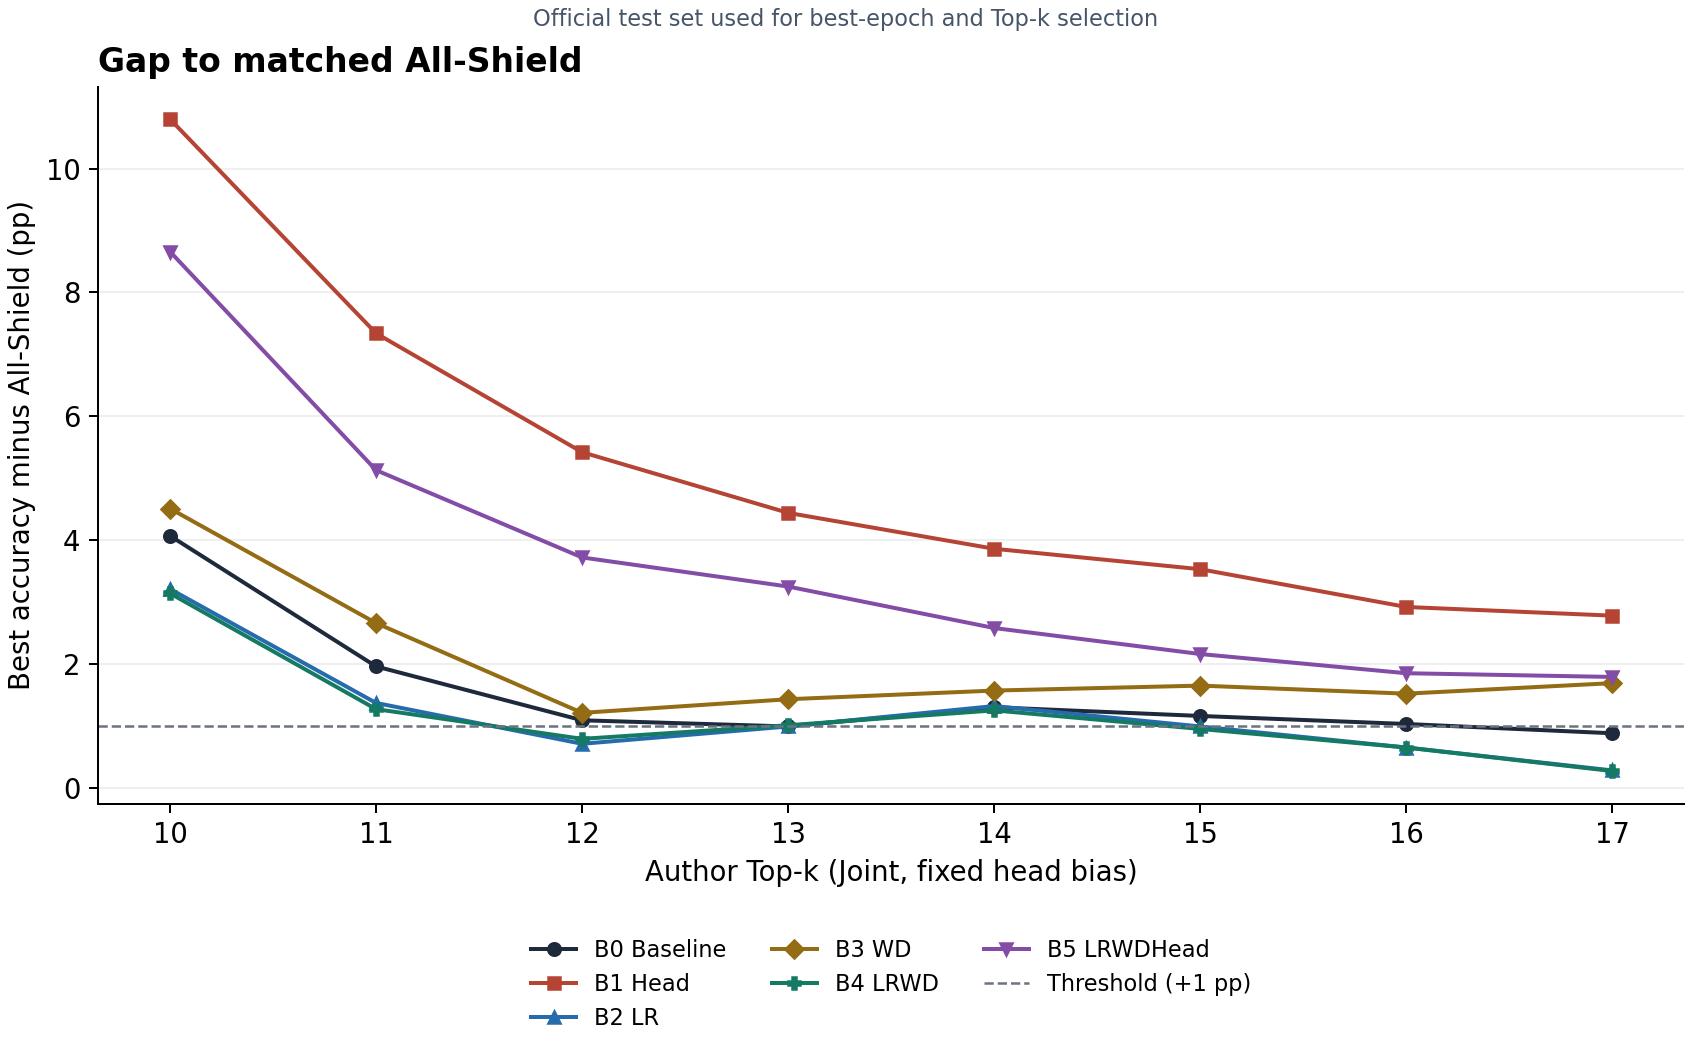 Official test set used for best-epoch and Top-k selection
Gap to matched All-Shield
Best accuracy minus All-Shield (pp)
10
8
6
4
2
0
10 11 12 13 14 15 16 17
Author Top-k (Joint, fixed head bias)
B0 Baseline
B1 Head
B2 LR
B3 WD
B4 LRWD
B5 LRWDHead
Threshold (+1 pp)